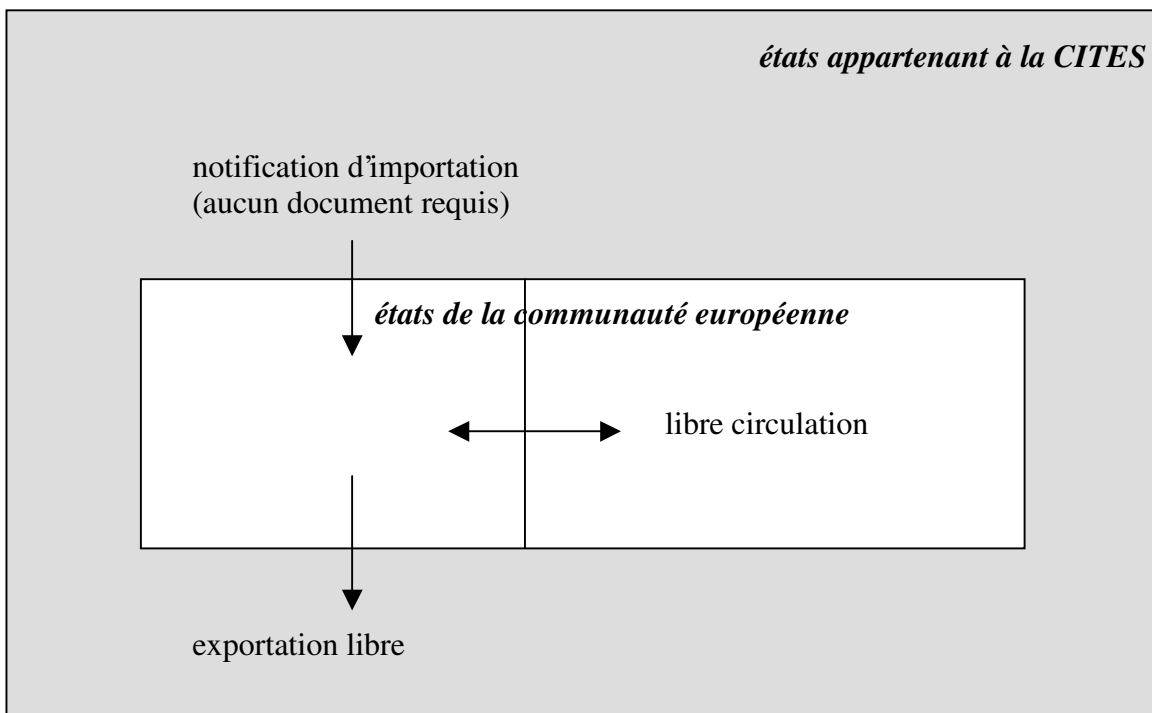 états appartenant à la CITES
notification d'importation
(aucun document requis)
états de la communauté européenne
libre circulation
exportation libre